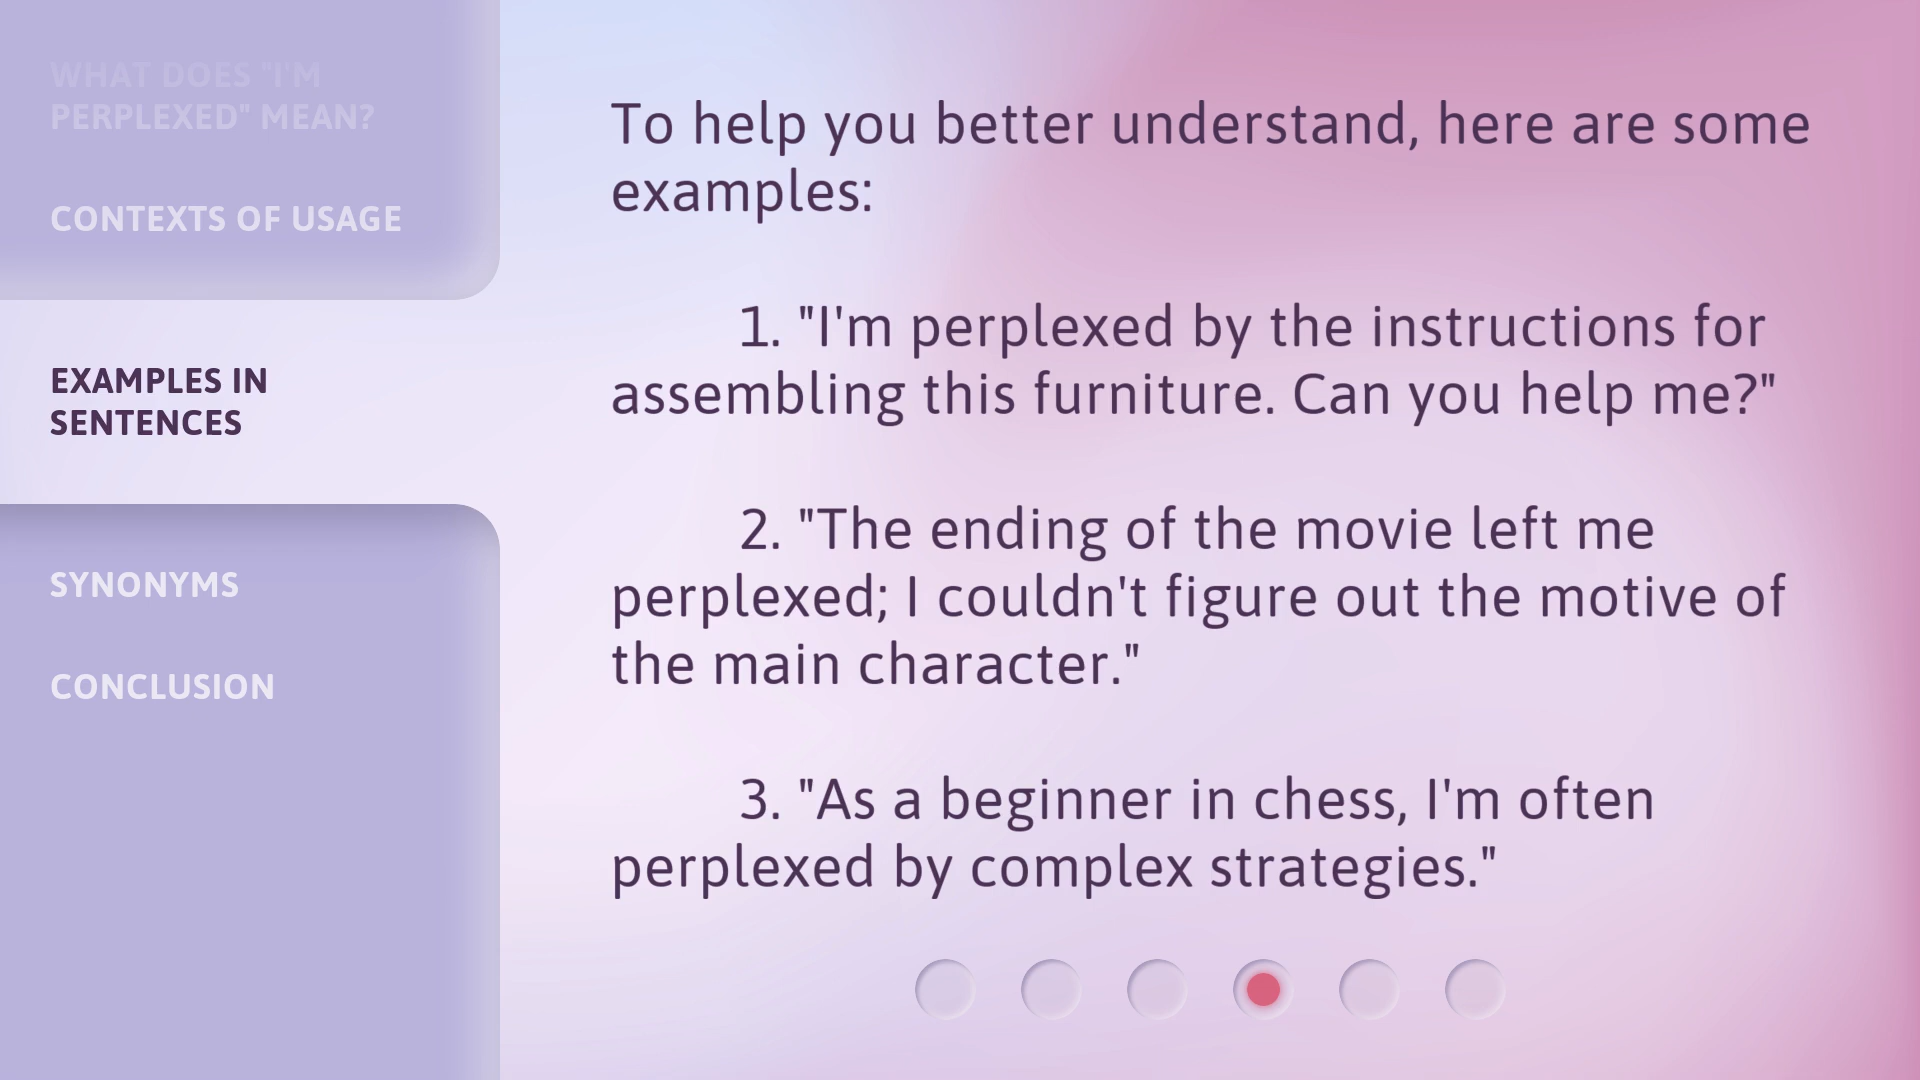 WHAT DOES "I'M
PERPLEXED" MEAN?
CONTEXTS OF USAGE
EXAMPLES IN
SENTENCES
SYNONYMS
CONCLUSION
To help you better understand, here are some
examples:
1. "I'm perplexed by the instructions for
assembling this furniture. Can you help me?"
2. "The ending of the movie left me
perplexed; I couldn't figure out the motive of
the main character."
3. "As a beginner in chess, I'm often
perplexed by complex strategies."